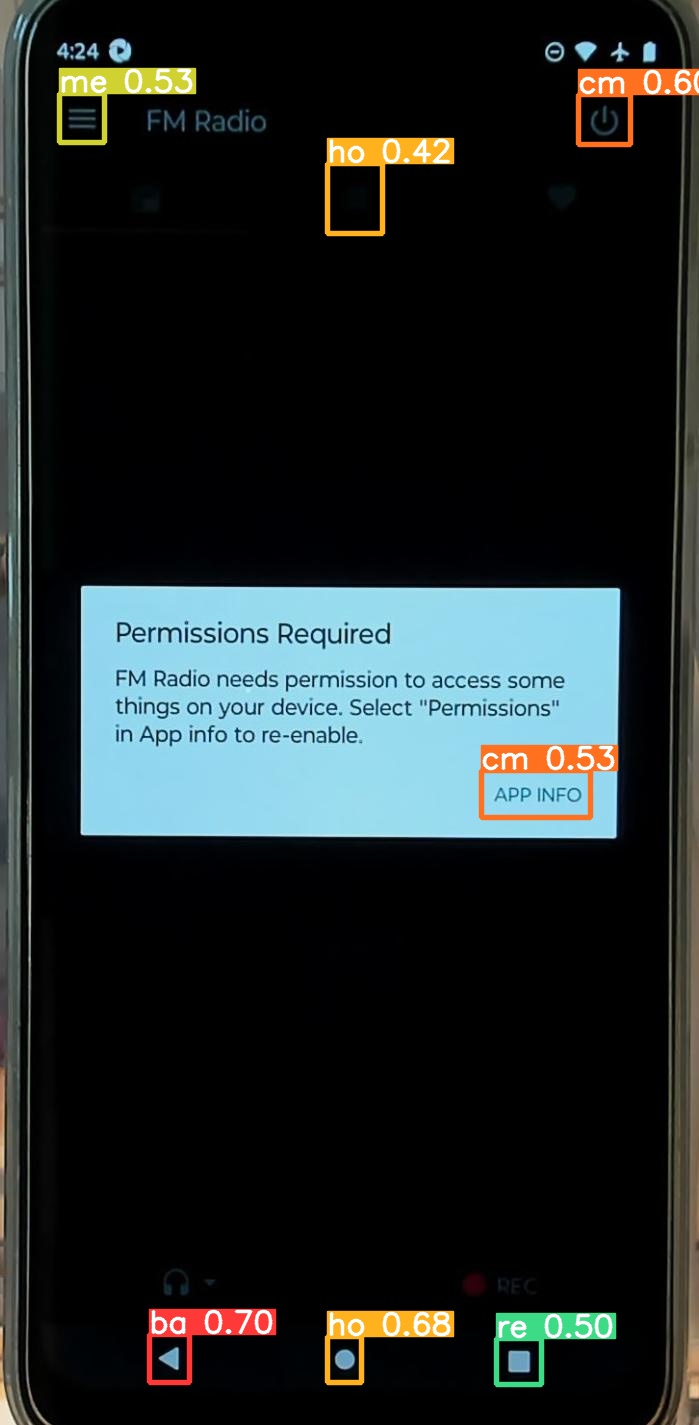 4:24
me 0.53
cm 0.60
FM Radio
ho 0.42
Permissions Required
FM Radio needs permission to access some
things on your device. Select "Permissions"
in App info to re-enable.
cm 0.53
APP INFO
REC
ba 0.70
ho 0.68
re 0.50